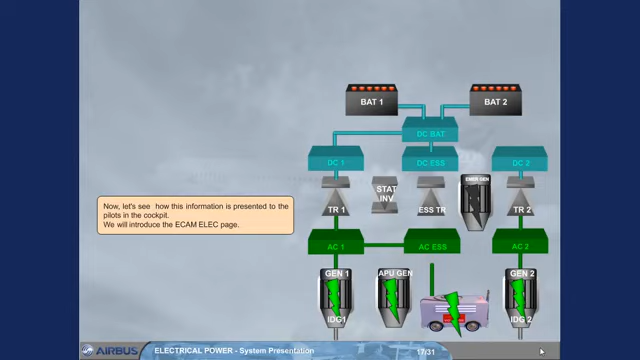 BAT 1
BAT 2
DC BAT
DC 1
DC ESS
DC 2
STAT
INV
EMER GEN
TR 1
ESS TR
TR 2
Now, let's see how this information is presented to the
pilots in the cockpit.
We will introduce the ECAM ELEC page.
AC 1
AC ESS
AC 2
GEN 1
APU GEN
GEN 2
IDG1
IDG 2
AIRBUS
ELECTRICAL POWER - System Presentation
17/31